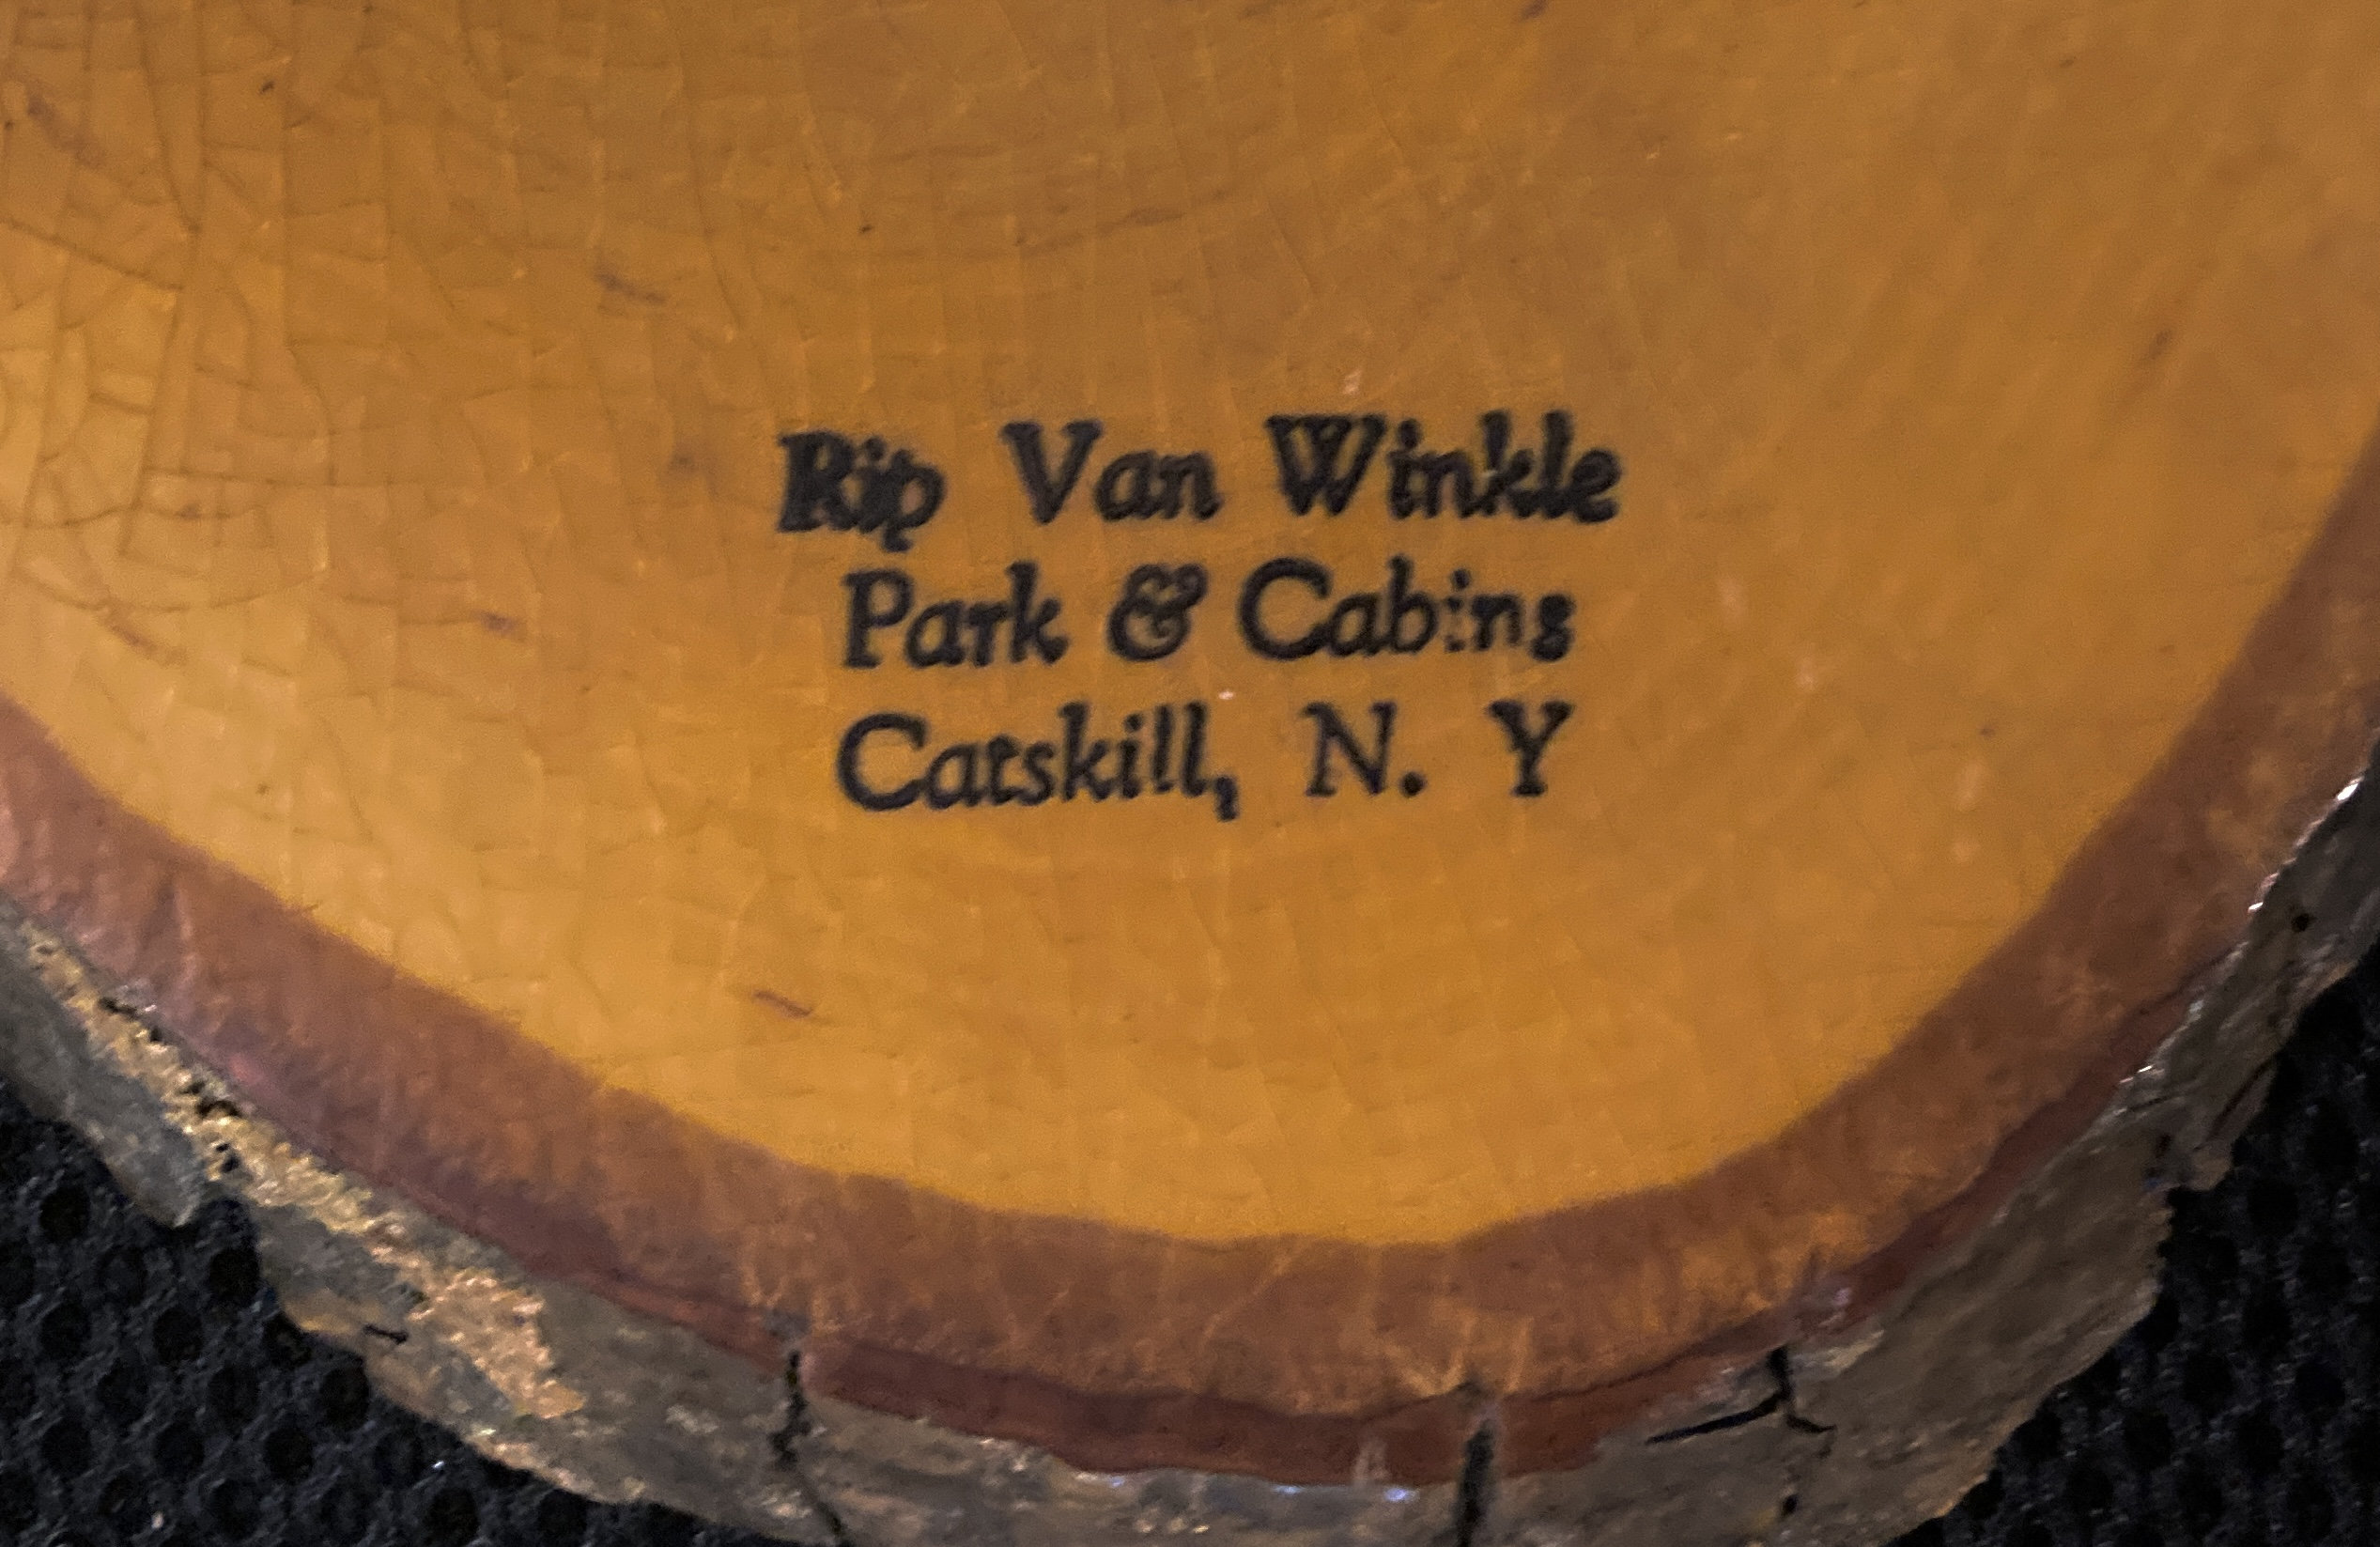 Rip Van Winkle
Park & Cabins
Catskill, N. Y